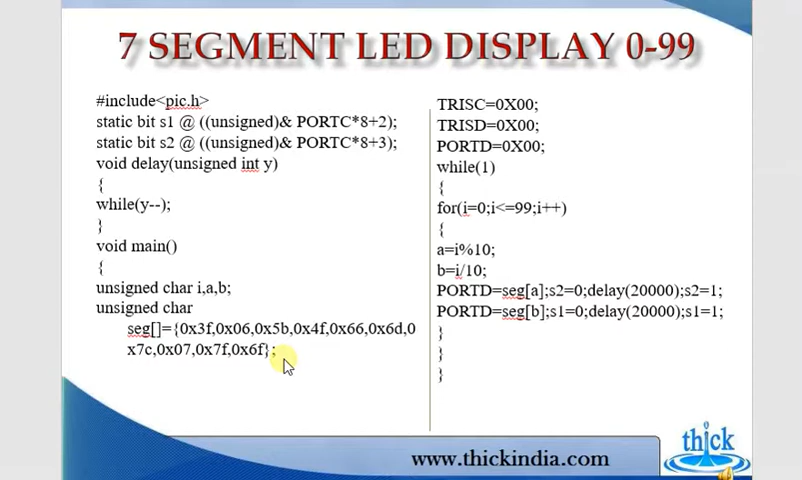 7 SEGMENT LED DISPLAY 0-99
#include<pic.h>
static bit s1 @ ((unsigned)& PORTC*8+2);
static bit s2 @ ((unsigned)& PORTC*8+3);
void delay(unsigned int y)
{
while(y--);
}
void main()
{
unsigned char i,a,b;
unsigned char
seg[]={0x3f,0x06,0x5b,0x4f,0x66,0x6d,0
x7c,0x07,0x7f,0x6f};
TRISC=0X00;
TRISD=0X00;
PORTD=0X00;
while(1)
{
for(i=0;i<=99;i++)
{
a=i%10;
b=i/10;
PORTD=seg[a];s2=0;delay(20000);s2=1;
PORTD=seg[b];s1=0;delay(20000);s1=1;
}
}
}
www.thickindia.com
thick